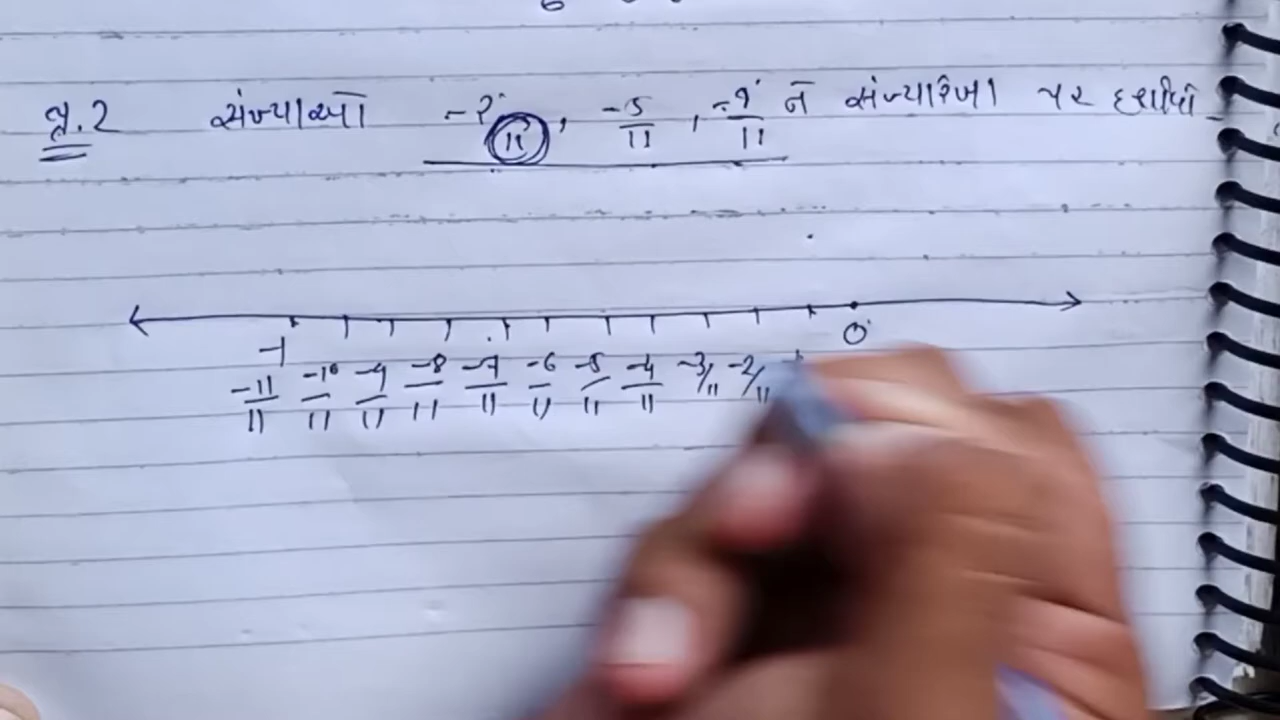 પ્ર.2 સંખ્યાઓ -2/11, -5/11, -9/11 ને સંખ્યારેખા પર દર્શાવો
-1 0
-11/11 -10/11 -9/11 -8/11 -7/11 -6/11 -5/11 -4/11 -3/11 -2/11